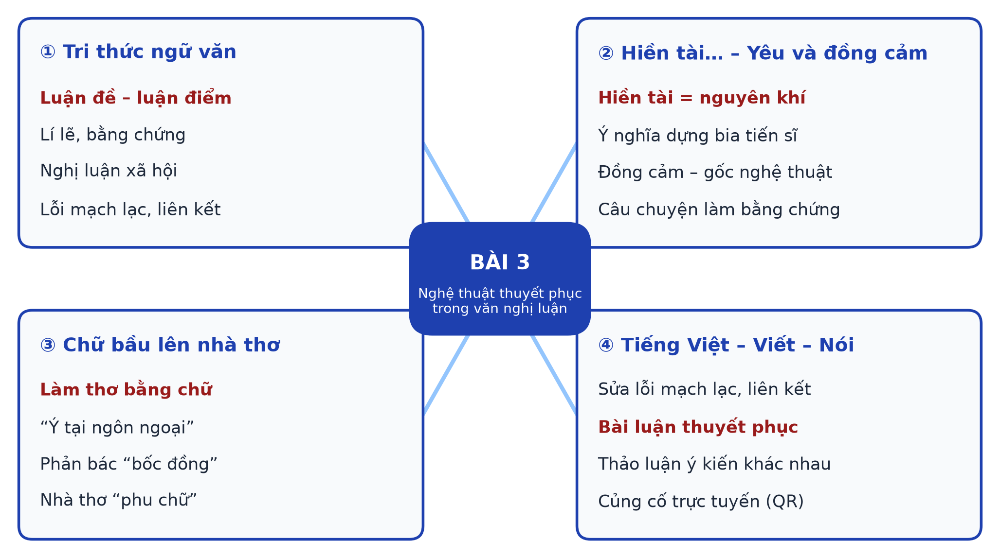 ① Tri thức ngữ văn
Luận đề – luận điểm
Lí lẽ, bằng chứng
Nghị luận xã hội
Lỗi mạch lạc, liên kết
② Hiền tài… – Yêu và đồng cảm
Hiền tài = nguyên khí
Ý nghĩa dựng bia tiến sĩ
Đồng cảm – gốc nghệ thuật
Câu chuyện làm bằng chứng
BÀI 3
Nghệ thuật thuyết phục
trong văn nghị luận
③ Chữ bầu lên nhà thơ
Làm thơ bằng chữ
“Ý tại ngôn ngoại”
Phản bác “bốc đồng”
Nhà thơ “phu chữ”
④ Tiếng Việt – Viết – Nói
Sửa lỗi mạch lạc, liên kết
Bài luận thuyết phục
Thảo luận ý kiến khác nhau
Củng cố trực tuyến (QR)